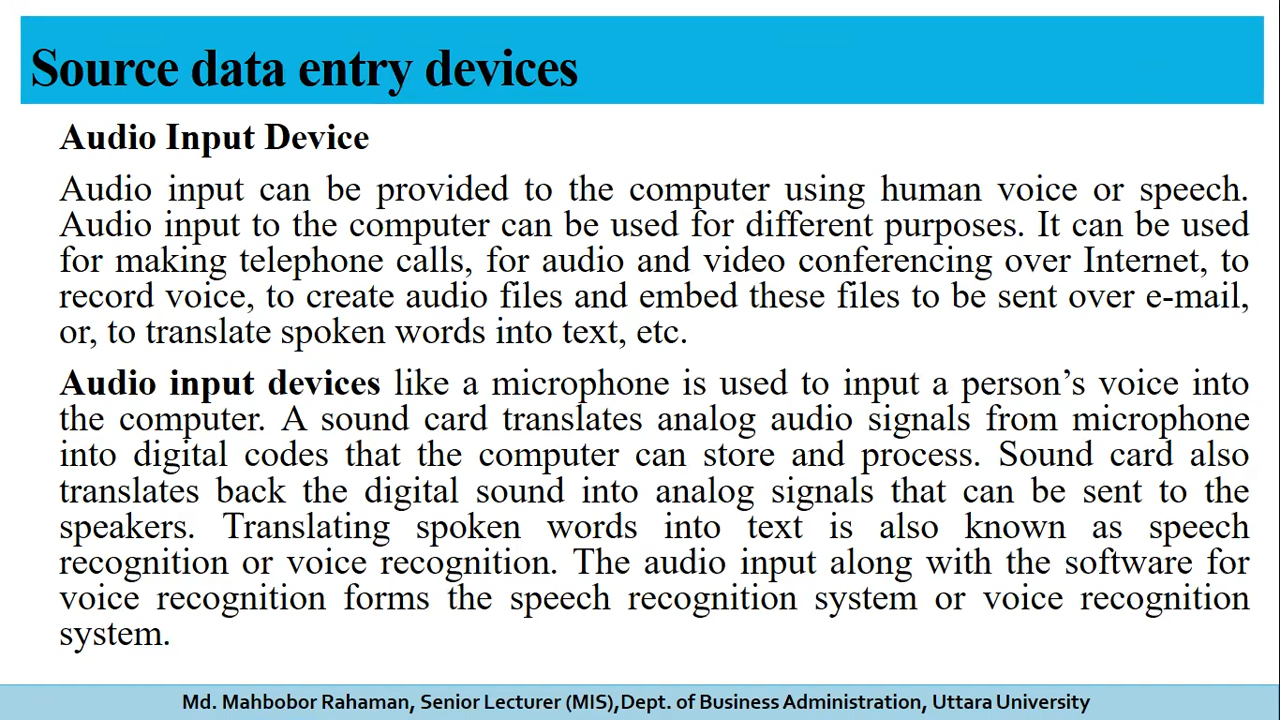 Source data entry devices
Audio Input Device
Audio input can be provided to the computer using human voice or speech.
Audio input to the computer can be used for different purposes. It can be used
for making telephone calls, for audio and video conferencing over Internet, to
record voice, to create audio files and embed these files to be sent over e-mail,
or, to translate spoken words into text, etc.
Audio input devices like a microphone is used to input a person’s voice into
the computer. A sound card translates analog audio signals from microphone
into digital codes that the computer can store and process. Sound card also
translates back the digital sound into analog signals that can be sent to the
speakers. Translating spoken words into text is also known as speech
recognition or voice recognition. The audio input along with the software for
voice recognition forms the speech recognition system or voice recognition
system.
Md. Mahbobor Rahaman, Senior Lecturer (MIS),Dept. of Business Administration, Uttara University